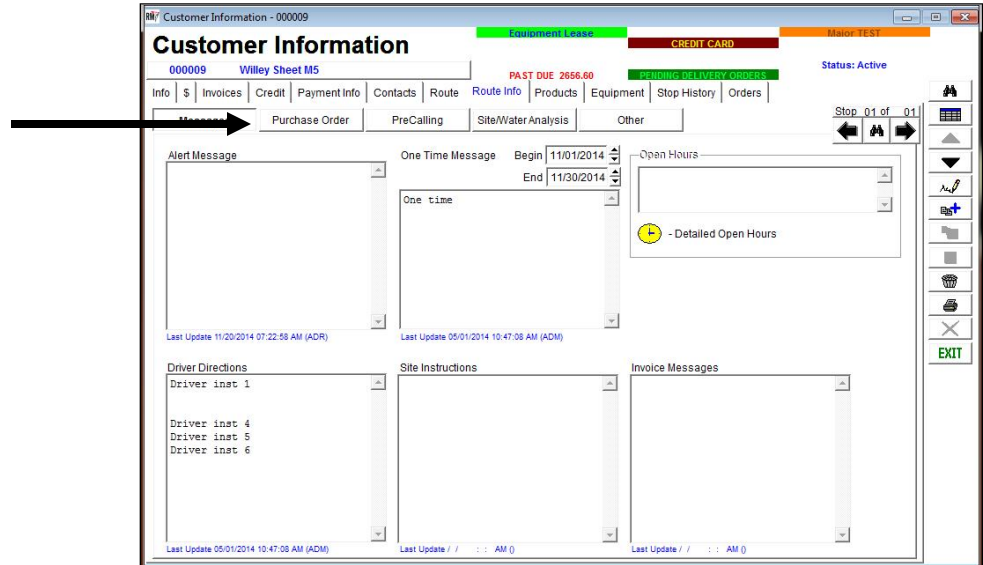 Customer Information - 000009
Customer Information
Equipment Lease
CREDIT CARD
Major TEST
000009 Willey Sheet M5
PAST DUE 2656.60
PENDING DELIVERY ORDERS
Status: Active
Info $ Invoices Credit Payment Info Contacts Route Route Info Products Equipment Stop History Orders
Message Purchase Order PreCalling Site/Water Analysis Other
Stop 01 of 01
Alert Message
One Time Message Begin 11/01/2014
End 11/30/2014
Open Hours
One time
- Detailed Open Hours
Last Update 11/20/2014 07:22:58 AM (ADR)
Last Update 05/01/2014 10:47:08 AM (ADM)
EXIT
Driver Directions
Site Instructions
Invoice Messages
Driver inst 1
Driver inst 4
Driver inst 5
Driver inst 6
Last Update 05/01/2014 10:47:08 AM (ADM)
Last Update / / : : AM ()
Last Update / / : : AM ()